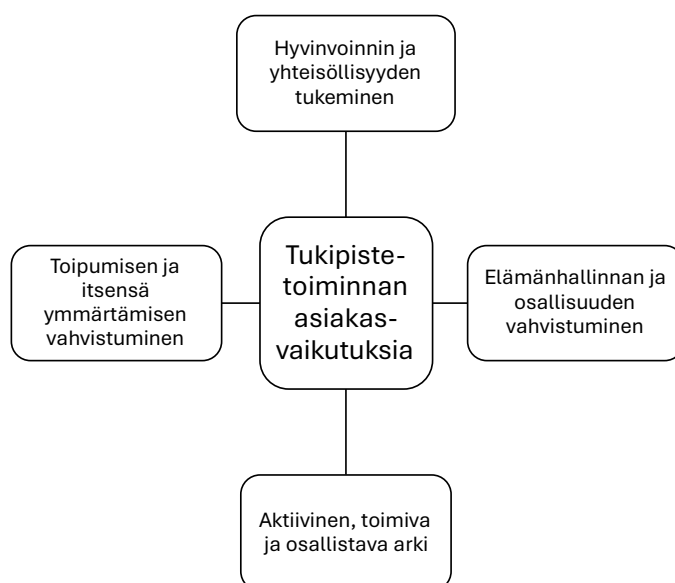 Hyvinvoinnin ja
yhteisöllisyyden
tukeminen
Toipumisen ja
itsensä
ymmärtämisen
vahvistuminen
Tukipiste-
toiminnan
asiakas-
vaikutuksia
Elämänhallinnan ja
osallisuuden
vahvistuminen
Aktiivinen, toimiva
ja osallistava arki